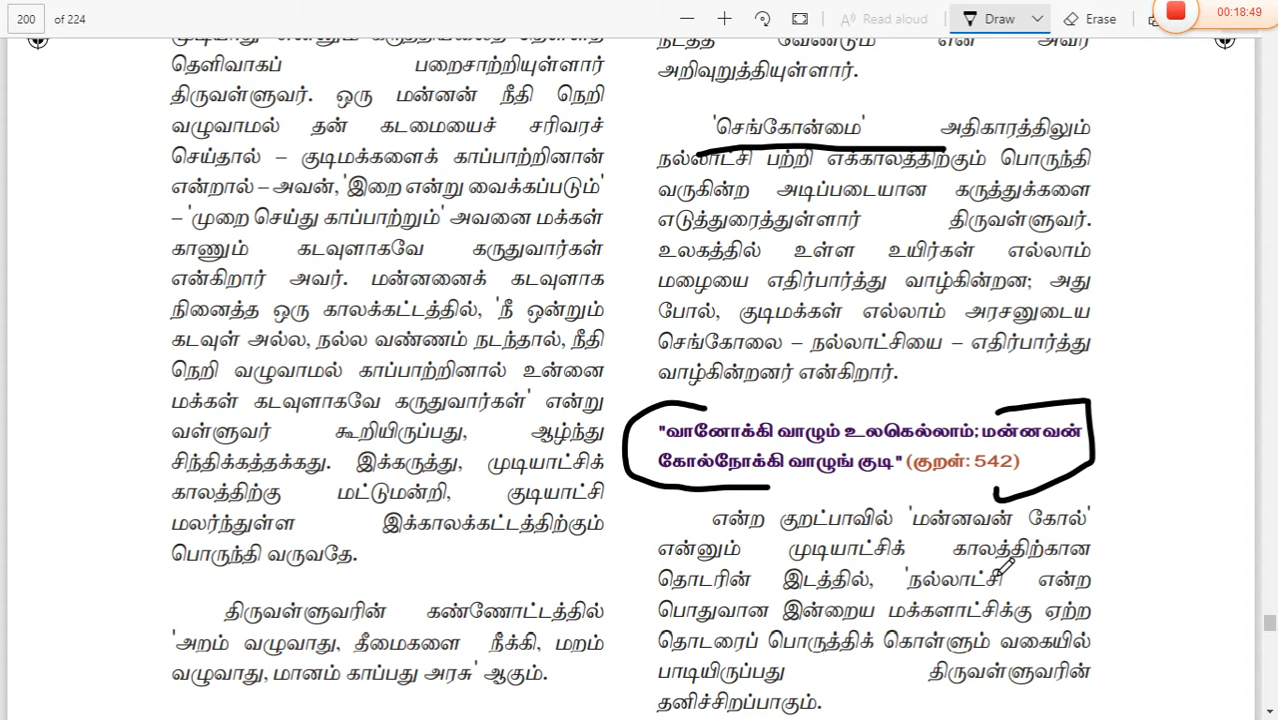 200 of 224
Read aloud
Draw
Erase
00:18:49
தெளிவாகப் பறைசாற்றியுள்ளார்
திருவள்ளுவர். ஒரு மன்னன் நீதி நெறி
வழுவாமல் தன் கடமையைச் சரிவரச்
செய்தால் – குடிமக்களைக் காப்பாற்றினான்
என்றால் – அவன், 'இறை என்று வைக்கப்படும்'
– 'முறை செய்து காப்பாற்றும்' அவனை மக்கள்
காணும் கடவுளாகவே கருதுவார்கள்
என்கிறார் அவர். மன்னனைக் கடவுளாக
நினைத்த ஒரு காலக்கட்டத்தில், 'நீ ஒன்றும்
கடவுள் அல்ல, நல்ல வண்ணம் நடந்தால், நீதி
நெறி வழுவாமல் காப்பாற்றினால் உன்னை
மக்கள் கடவுளாகவே கருதுவார்கள்' என்று
வள்ளுவர் கூறியிருப்பது, ஆழ்ந்து
சிந்திக்கத்தக்கது. இக்கருத்து, முடியாட்சிக்
காலத்திற்கு மட்டுமன்றி, குடியாட்சி
மலர்ந்துள்ள இக்காலக்கட்டத்திற்கும்
பொருந்தி வருவதே.
திருவள்ளுவரின் கண்ணோட்டத்தில்
'அறம் வழுவாது, தீமைகளை நீக்கி, மறம்
வழுவாது, மானம் காப்பது அரசு' ஆகும்.
நடத்த வேண்டும் என அவர்
அறிவுறுத்தியுள்ளார்.
'செங்கோன்மை' அதிகாரத்திலும்
நல்லாட்சி பற்றி எக்காலத்திற்கும் பொருந்தி
வருகின்ற அடிப்படையான கருத்துக்களை
எடுத்துரைத்துள்ளார் திருவள்ளுவர்.
உலகத்தில் உள்ள உயிர்கள் எல்லாம்
மழையை எதிர்பார்த்து வாழ்கின்றன; அது
போல், குடிமக்கள் எல்லாம் அரசனுடைய
செங்கோலை – நல்லாட்சியை – எதிர்பார்த்து
வாழ்கின்றனர் என்கிறார்.
"வானோக்கி வாழும் உலகெல்லாம்; மன்னவன்
கோல்நோக்கி வாழுங் குடி" (குறள்: 542)
என்ற குறட்பாவில் 'மன்னவன் கோல்'
என்னும் முடியாட்சிக் காலத்திற்கான
தொடரின் இடத்தில், 'நல்லாட்சி என்ற
பொதுவான இன்றைய மக்களாட்சிக்கு ஏற்ற
தொடரைப் பொருத்திக் கொள்ளும் வகையில்
பாடியிருப்பது திருவள்ளுவரின்
தனிச்சிறப்பாகும்.